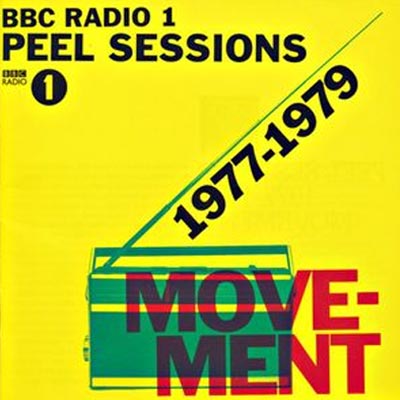 BBC RADIO 1
PEEL SESSIONS
BBC
RADIO
1
1977-1979
MOVE-
MENT